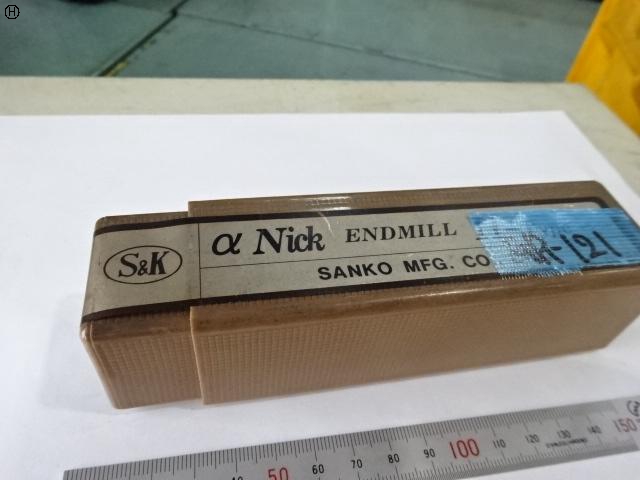 H
S&K
α Nick ENDMILL
SANKO MFG. CO
R-121
50 60 70 80 90 100 110 120 130 140 150